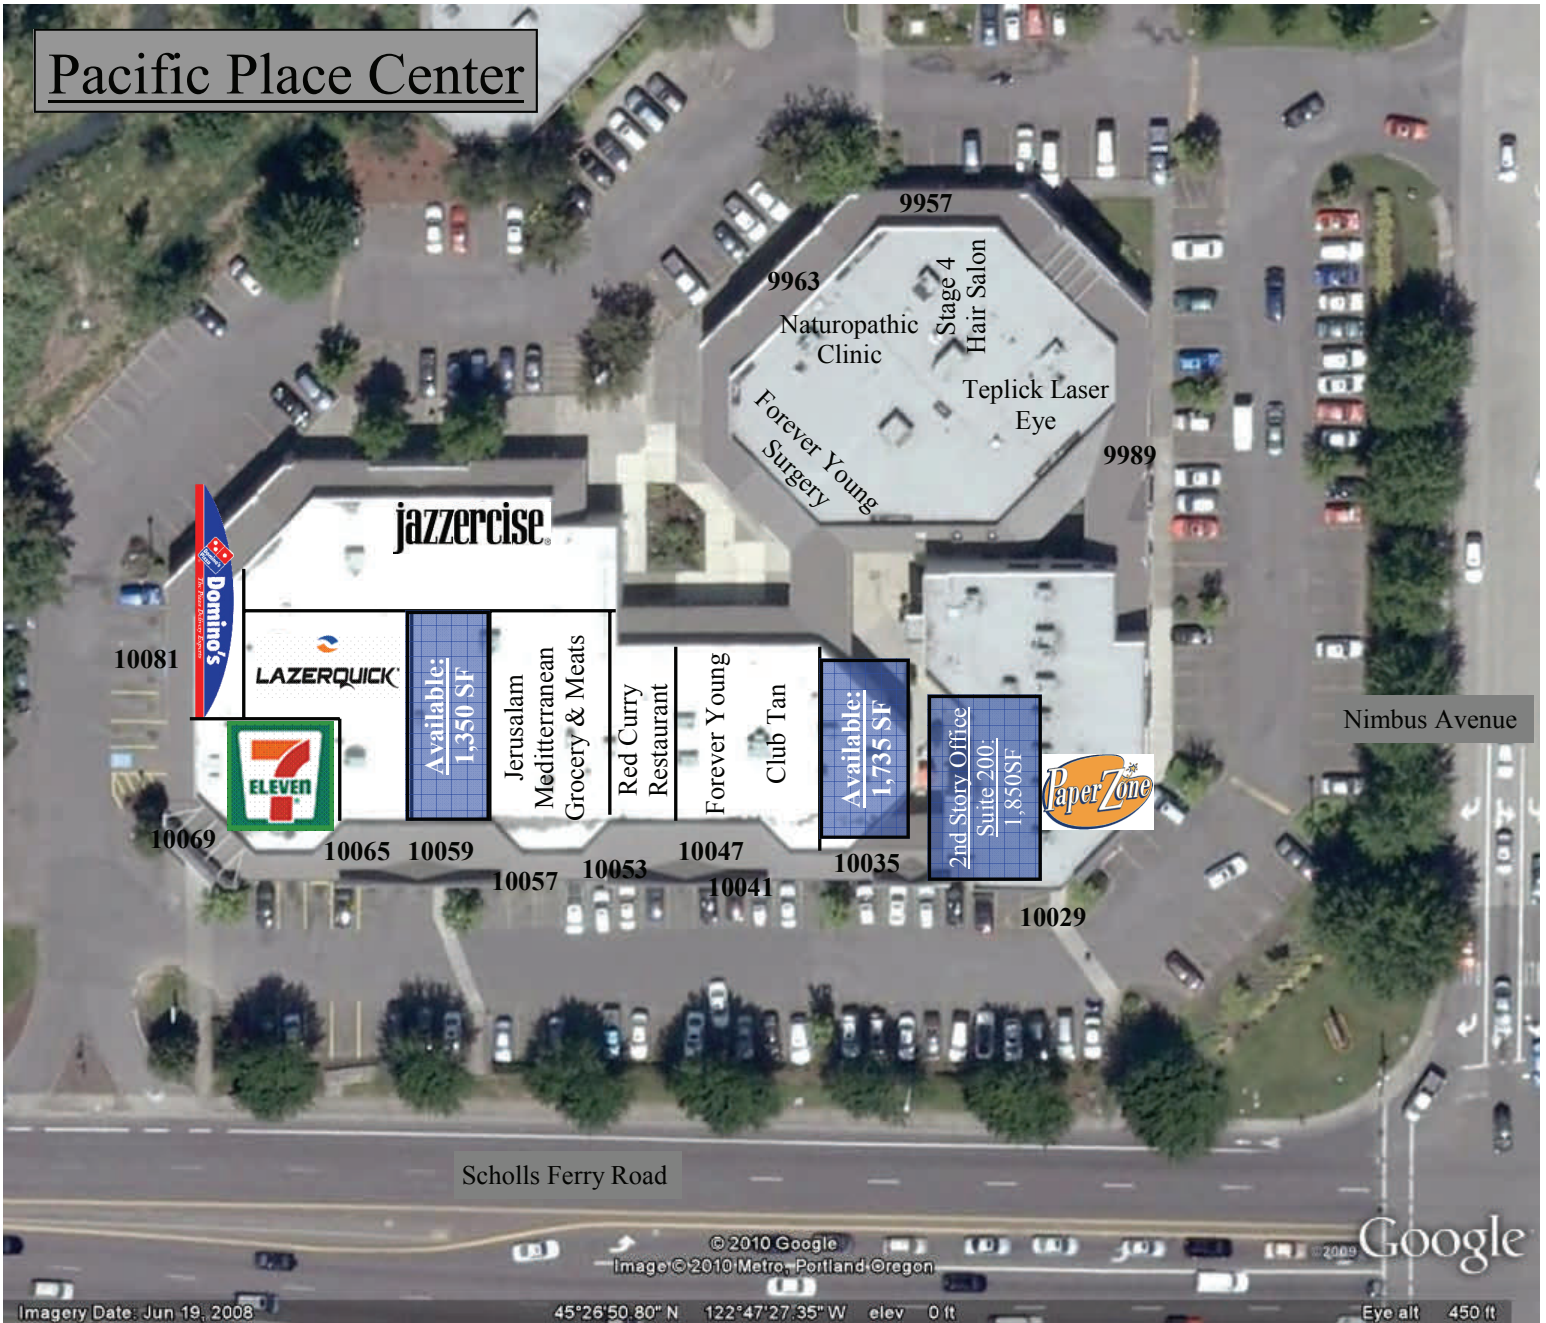 Pacific Place Center
9957
9963
Stage 4
Hair Salon
Naturopathic
Clinic
Teplick Laser
Eye
Forever Young
Surgery
9989
jazzercise
Domino's
10081
LAZERQUICK
Available:
1,350 SF
Jerusalam
Meditterranean
Grocery & Meats
Red Curry
Restaurant
Forever Young
Club Tan
Available:
1,735 SF
2nd Story Office
Suite 200:
1,850SF
Paper Zone
Nimbus Avenue
7
ELEVEN
10069
10065
10059
10057
10053
10047
10041
10035
10029
Scholls Ferry Road
© 2010 Google
Image © 2010 Metro, Portland Oregon
©2009
Google
Imagery Date: Jun 19, 2008
45°26'50.80" N 122°47'27.35" W elev 0 ft
Eye alt 450 ft